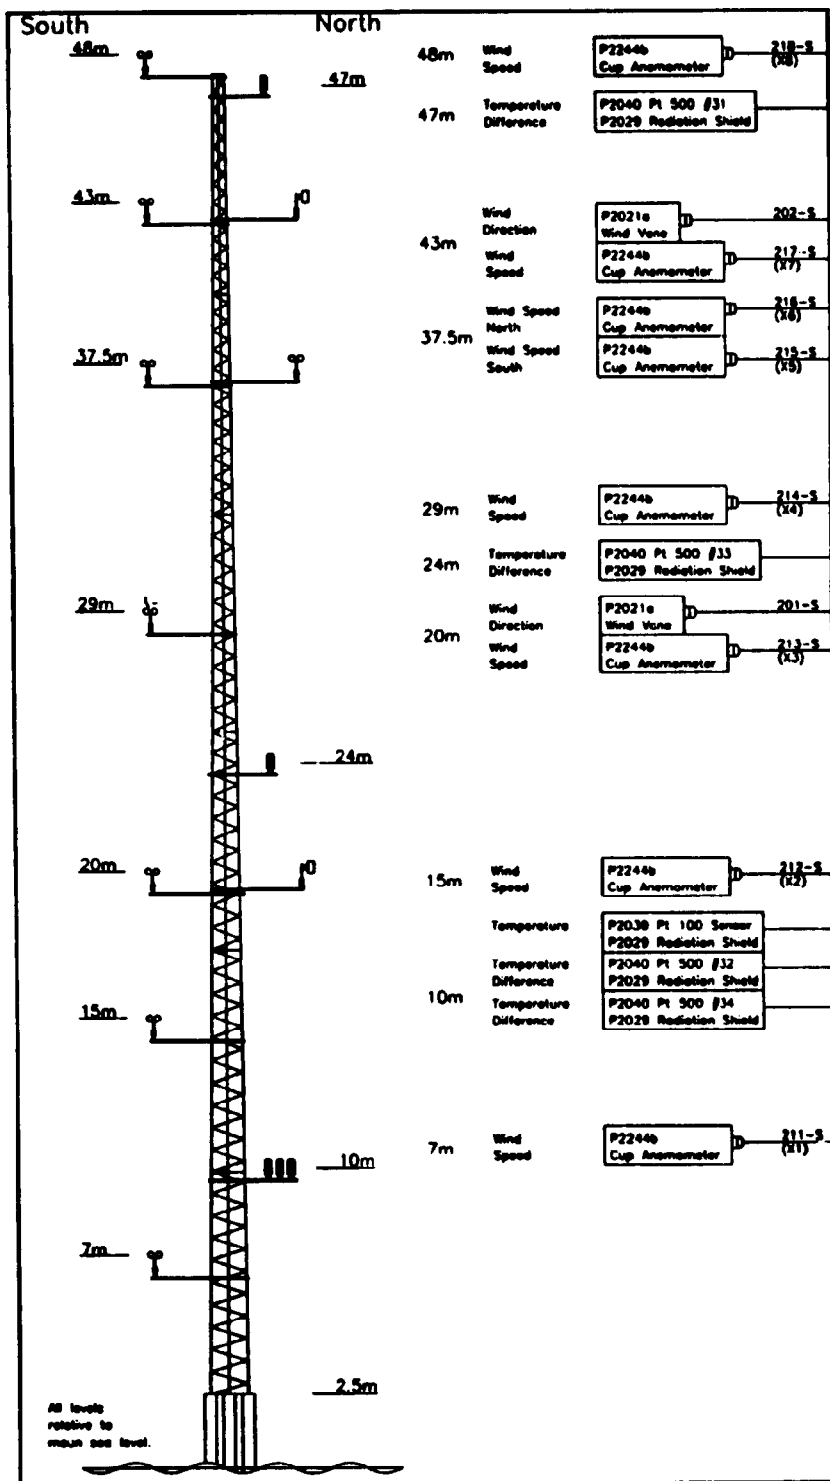 South North
48m
47m
43m
37.5m
29m
24m
20m
15m
10m
7m
2.5m
All levels
relative to
mean sea level.
48m Wind Speed P2244b Cup Anemometer 218-S (X8)
47m Temperature Difference P2040 Pt 500 #31 P2029 Radiation Shield
43m Wind Direction P2021a Wind Vane 202-S
Wind Speed P2244b Cup Anemometer 217-S (X7)
37.5m Wind Speed North P2244b Cup Anemometer 216-S (X6)
Wind Speed South P2244b Cup Anemometer 215-S (X5)
29m Wind Speed P2244b Cup Anemometer 214-S (X4)
24m Temperature Difference P2040 Pt 500 #33 P2029 Radiation Shield
20m Wind Direction P2021a Wind Vane 201-S
Wind Speed P2244b Cup Anemometer 213-S (X3)
15m Wind Speed P2244b Cup Anemometer 212-S (X2)
10m Temperature P2039 Pt 100 Sensor P2029 Radiation Shield
Temperature Difference P2040 Pt 500 #32 P2029 Radiation Shield
Temperature Difference P2040 Pt 500 #34 P2029 Radiation Shield
7m Wind Speed P2244b Cup Anemometer 211-S (X1)